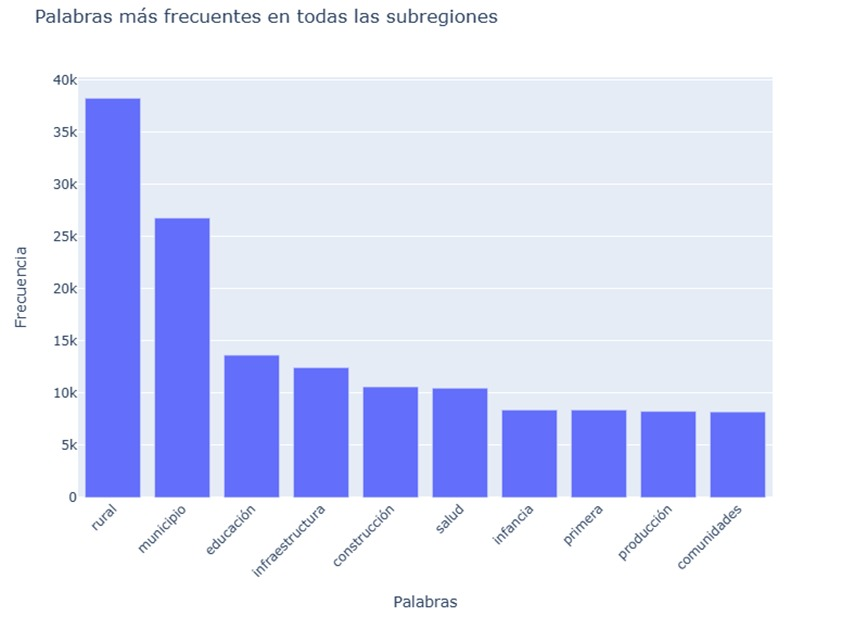 Palabras más frecuentes en todas las subregiones
40k
35k
30k
25k
20k
15k
10k
5k
0
Frecuencia
rural
municipio
educación
infraestructura
construcción
salud
infancia
primera
producción
comunidades
Palabras